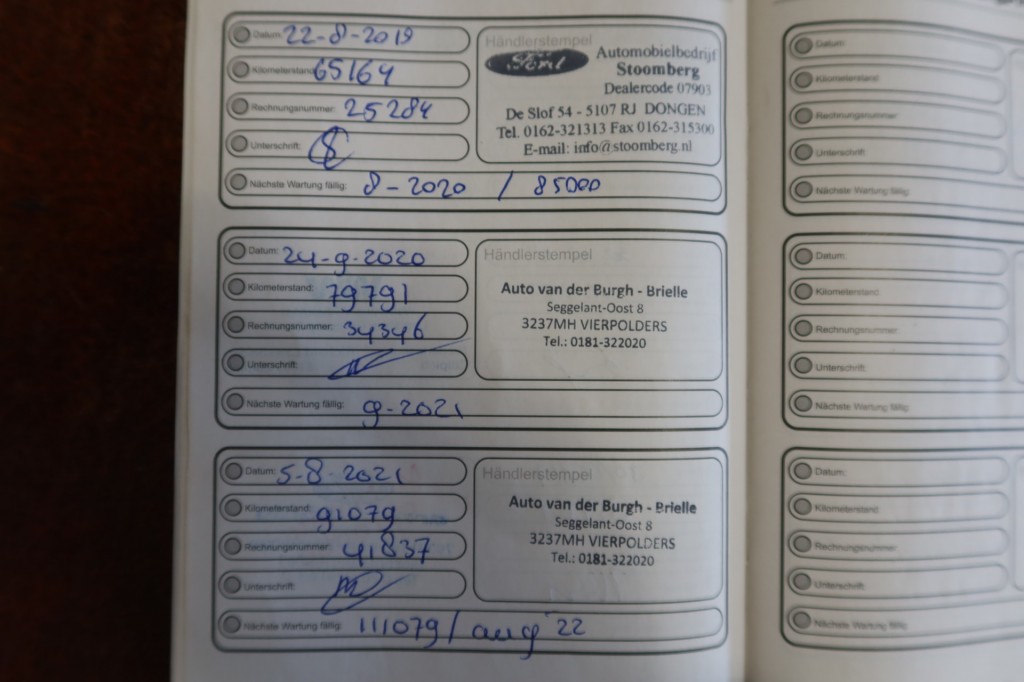 Datum: 22-8-2019
Kilometerstand: 65164
Rechnungsnummer: 25284
Unterschrift:
Händlerstempel
Ford
Automobielbedrijf
Stoomberg
Dealercode 07903
De Slof 54 - 5107 RJ DONGEN
Tel. 0162-321313 Fax 0162-315300
E-mail: info@stoomberg.nl
Nächste Wartung fällig: 8-2020 / 85000
Datum: 24-9-2020
Kilometerstand: 79791
Rechnungsnummer: 34346
Unterschrift:
Händlerstempel
Auto van der Burgh - Brielle
Seggelant-Oost 8
3237MH VIERPOLDERS
Tel.: 0181-322020
Nächste Wartung fällig: 9-2021
Datum: 5-8-2021
Kilometerstand: 91079
Rechnungsnummer: 41837
Unterschrift:
Händlerstempel
Auto van der Burgh - Brielle
Seggelant-Oost 8
3237MH VIERPOLDERS
Tel.: 0181-322020
Nächste Wartung fällig: 111079 / aug '22
Datum:
Kilometerstand:
Rechnungsnummer:
Unterschrift:
Nächste Wartung fällig:
Datum:
Kilometerstand:
Rechnungsnummer:
Unterschrift:
Nächste Wartung fällig:
Datum:
Kilometerstand:
Rechnungsnummer:
Unterschrift:
Nächste Wartung fällig: